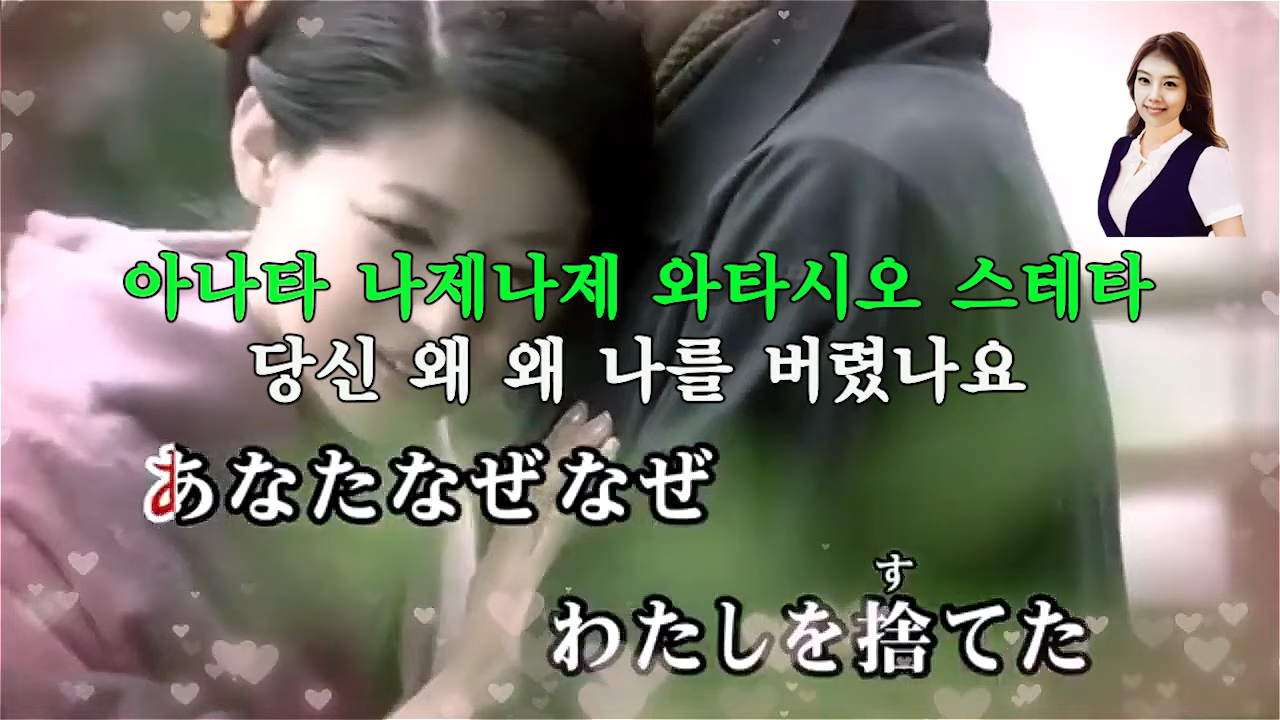 아나타 나제나제 와타시오 스테타
당신 왜 왜 나를 버렸나요
あなたなぜなぜ
す
わたしを捨てた